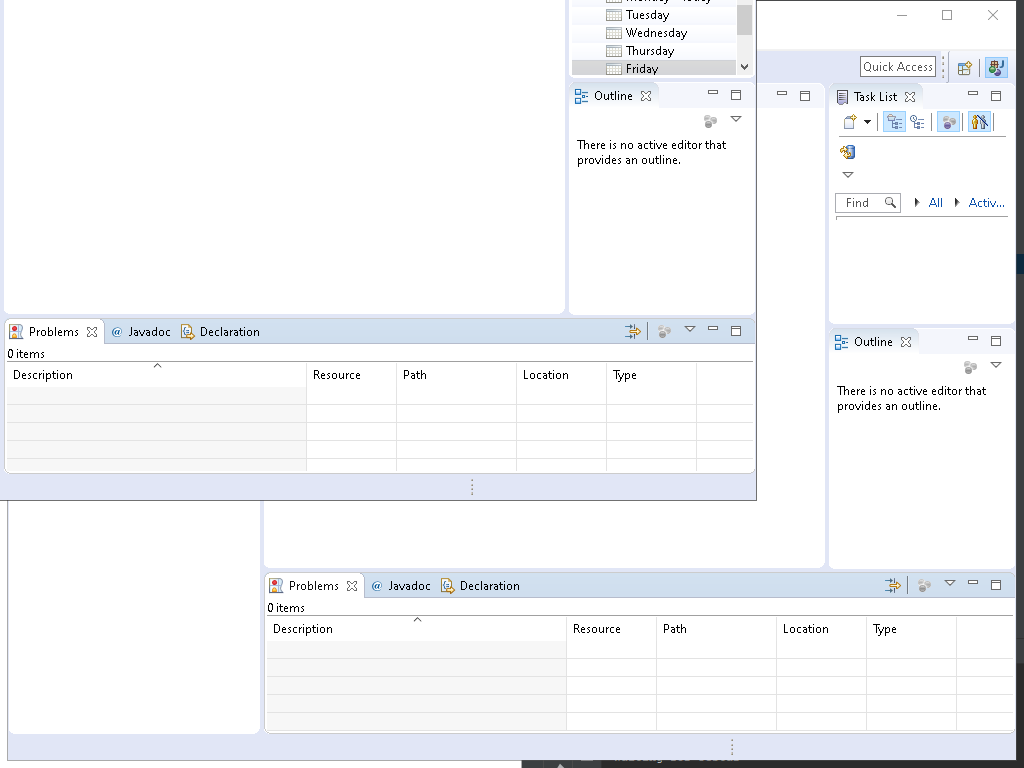 Tuesday
Wednesday
Thursday
Friday
Quick Access
Outline
Task List
There is no active editor that
provides an outline.
Find
All
Activ...
Problems
@ Javadoc
Declaration
0 items
Description
Resource
Path
Location
Type
Outline
There is no active editor that
provides an outline.
Problems
@ Javadoc
Declaration
0 items
Description
Resource
Path
Location
Type